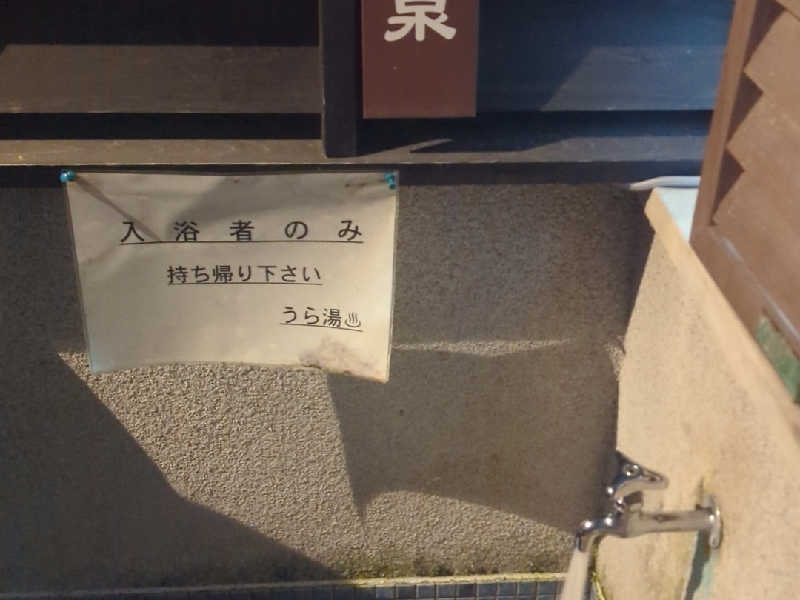 泉
入浴者のみ
持ち帰り下さい
うら湯♨